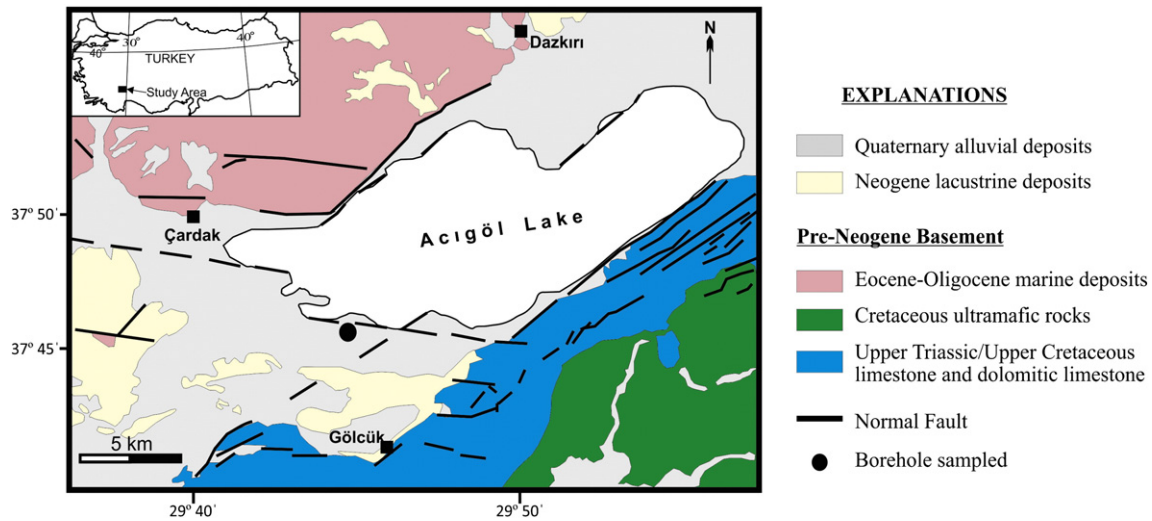 40°
30°
40°
TURKEY
Study Area
Dazkırı
N
37° 50'
Çardak
Acıgöl Lake
37° 45'
Gölcük
5 km
29° 40'
29° 50'
EXPLANATIONS
Quaternary alluvial deposits
Neogene lacustrine deposits
Pre-Neogene Basement
Eocene-Oligocene marine deposits
Cretaceous ultramafic rocks
Upper Triassic/Upper Cretaceous
limestone and dolomitic limestone
Normal Fault
Borehole sampled